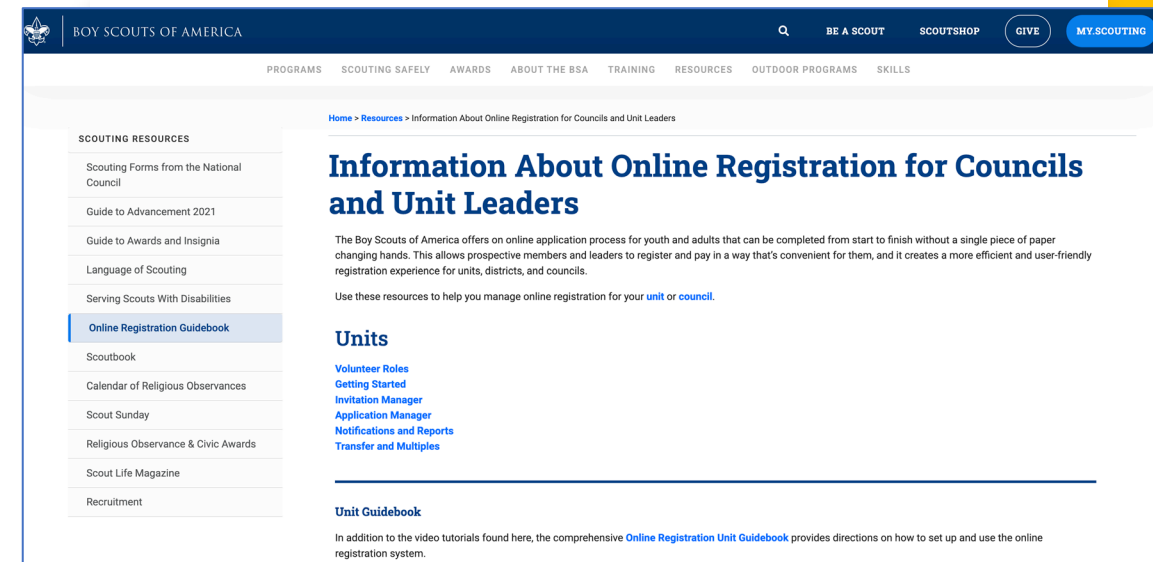 BOY SCOUTS OF AMERICA
BE A SCOUT
SCOUTSHOP
GIVE
MY.SCOUTING
PROGRAMS
SCOUTING SAFELY
AWARDS
ABOUT THE BSA
TRAINING
RESOURCES
OUTDOOR PROGRAMS
SKILLS
SCOUTING RESOURCES
Scouting Forms from the National
Council
Guide to Advancement 2021
Guide to Awards and Insignia
Language of Scouting
Serving Scouts With Disabilities
Online Registration Guidebook
Scoutbook
Calendar of Religious Observances
Scout Sunday
Religious Observance & Civic Awards
Scout Life Magazine
Recruitment
Home > Resources > Information About Online Registration for Councils and Unit Leaders
Information About Online Registration for Councils
and Unit Leaders
The Boy Scouts of America offers on online application process for youth and adults that can be completed from start to finish without a single piece of paper
changing hands. This allows prospective members and leaders to register and pay in a way that's convenient for them, and it creates a more efficient and user-friendly
registration experience for units, districts, and councils.
Use these resources to help you manage online registration for your unit or council.
Units
Volunteer Roles
Getting Started
Invitation Manager
Application Manager
Notifications and Reports
Transfer and Multiples
Unit Guidebook
In addition to the video tutorials found here, the comprehensive Online Registration Unit Guidebook provides directions on how to set up and use the online
registration system.